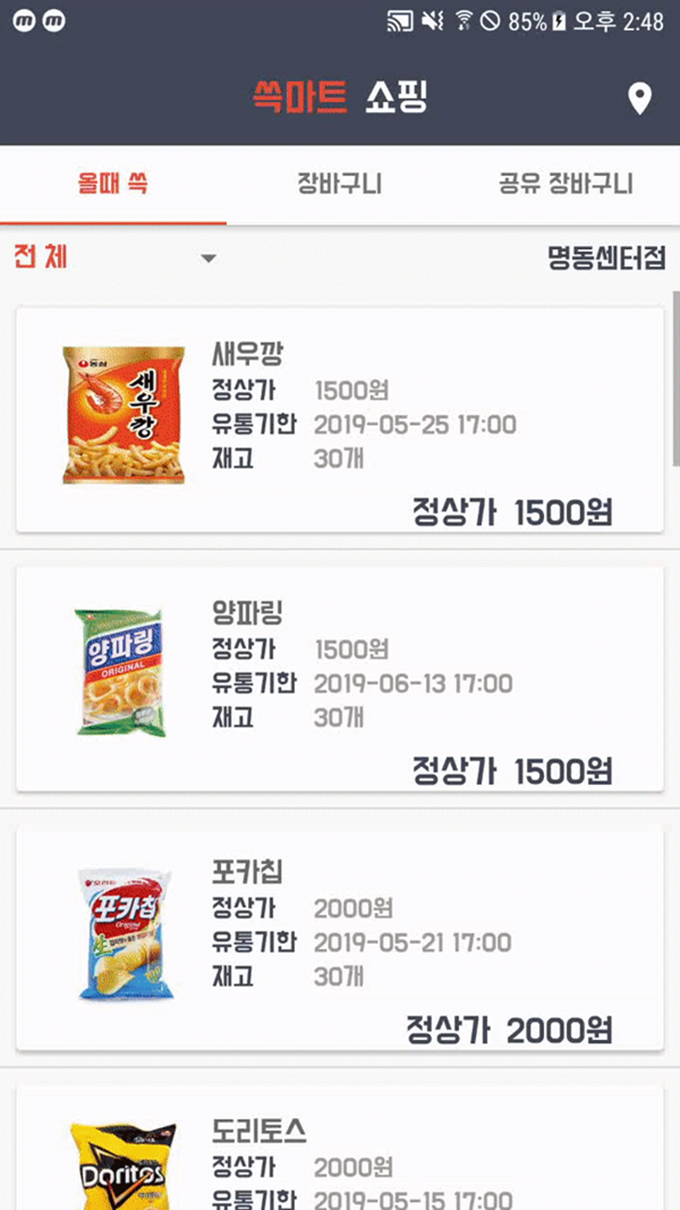 85% 오후 2:48
쓱마트 쇼핑
올때 쓱 장바구니 공유 장바구니
전 체 명동센터점
농심
새우깡
새우깡
정상가 1500원
유통기한 2019-05-25 17:00
재고 30개
정상가 1500원
양파링
ORIGINAL
양파링
정상가 1500원
유통기한 2019-06-13 17:00
재고 30개
정상가 1500원
포카칩
Original
포카칩
정상가 2000원
유통기한 2019-05-21 17:00
재고 30개
정상가 2000원
Doritos
도리토스
정상가 2000원
유통기한 2019-05-15 17:00